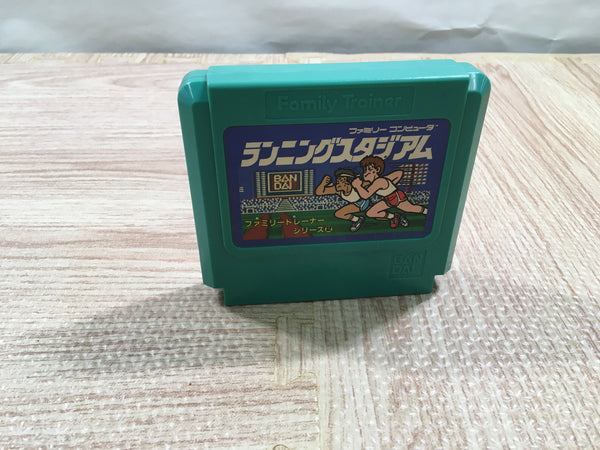 Family Trainer
ファミリー コンピュータ™
ランニングスタジアム
BAN
DAI
ファミリートレーナー
シリーズ
BAN
DAI